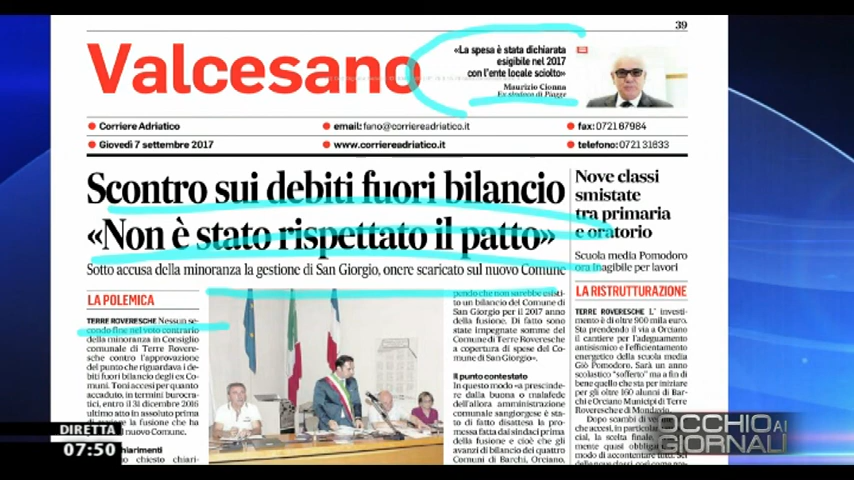 39
Valcesano
«La spesa è stata dichiarata
esigibile nel 2017
con l'ente locale sciolto»
Maurizio Cionna
Ex sindaco di Piagge
Corriere Adriatico
email: fano@corriereadriatico.it
fax: 0721 67984
Giovedì 7 settembre 2017
www.corriereadriatico.it
telefono: 0721 31633
Scontro sui debiti fuori bilancio
«Non è stato rispettato il patto»
Sotto accusa della minoranza la gestione di San Giorgio, onere scaricato sul nuovo Comune
LA POLEMICA
TERRE ROVERESCHE Nessun se-
condo fine nel voto contrario
della minoranza in Consiglio
comunale di Terre Rovere-
sche contro l'approvazione
del punto che riguardava i de-
biti fuori bilancio degli ex Co-
muni. Toni accesi per quanto
accaduto, in termini burocra-
tici, entro il 31 dicembre 2016
ultimo atto in assoluto prima
la fusione che ha
nuovo Comune.
chiesto chiari-
pendo che non sarebbe esisti-
to un bilancio del Comune di
San Giorgio per il 2017 anno
della fusione. Di fatto sono
state impegnate somme del
Comune di Terre Roveresche
a copertura di spese del Co-
mune di San Giorgio».
Il punto contestato
In questo modo «a prescinde-
re dalla buona o malafede
dell'allora amministrazione
comunale sangiorgese è sta-
to di fatto disattesa la pro-
messa fatta dai sindaci prima
della fusione e cioè che gli
avanzi di bilancio dei quattro
Comuni di Barchi, Orciano,
Nove classi
smistate
tra primaria
e oratorio
Scuola media Pomodoro
ora inagibile per lavori
LA RISTRUTTURAZIONE
TERRE ROVERESCHE L' investi-
mento è di oltre 900 mila euro.
Sta prendendo il via a Orciano
il cantiere per l'adeguamento
antisismico e l'efficientamento
energetico della scuola media
Giò Pomodoro. Sarà un anno
scolastico "sofferto" ma a fin di
bene quello che sta per iniziare
per gli oltre 160 alunni di Bar-
chi e Orciano Municipi di Terre
Roveresche e di Mondavio.
Dopo
DIRETTA
07:50
OCCHIO AI
GIORNALI